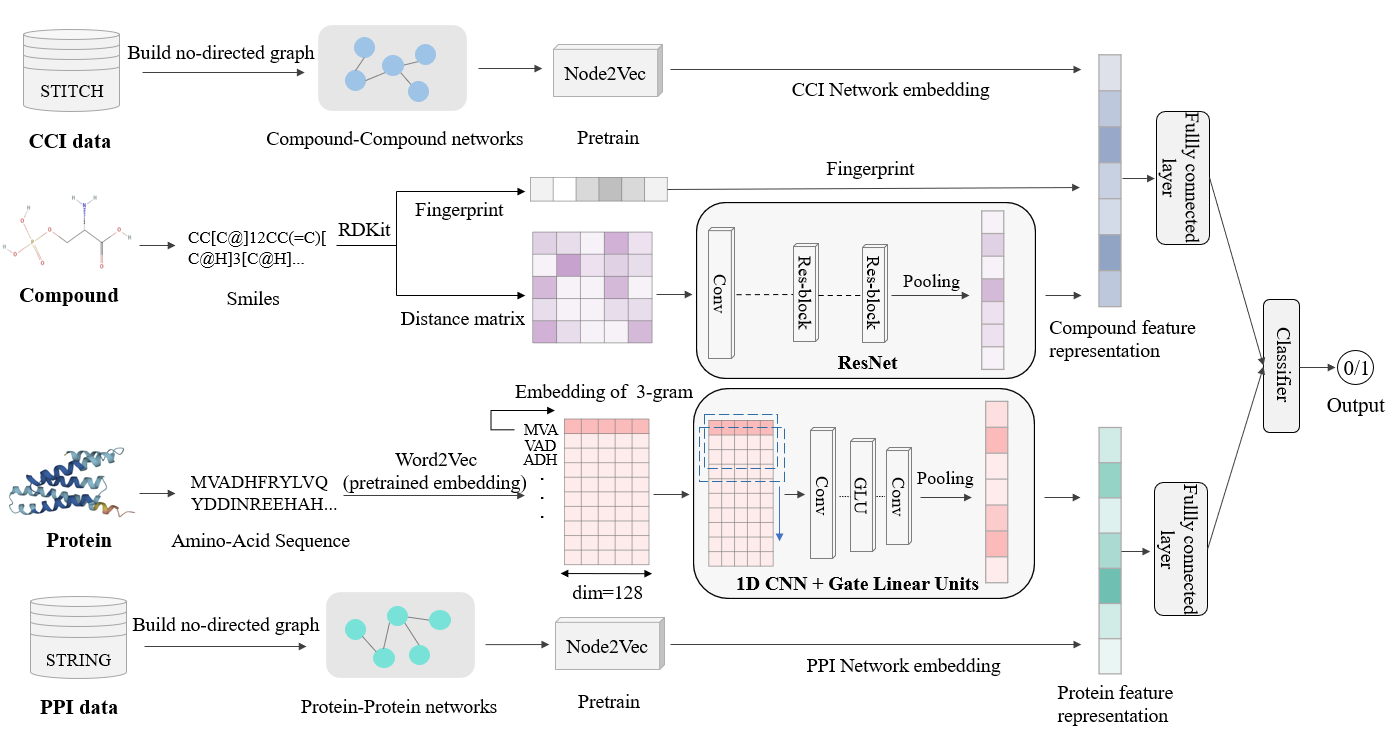 STITCH
CCI data
Build no-directed graph
Compound-Compound networks
Node2Vec
Pretrain
CCI Network embedding
Fullly connected
layer
H
H
N
H
O
O
P
O
H
O
O
H
O
Compound
CC[C@]12CC(=C)[
C@H]3[C@H]...
Smiles
RDKit
Fingerprint
Fingerprint
Distance matrix
Conv
Res-block
Res-block
Pooling
ResNet
Compound feature
representation
Classifier
0/1
Output
Protein
MVADHFRYLVQ
YDDINREEHAH...
Amino-Acid Sequence
Word2Vec
(pretrained embedding)
Embedding of 3-gram
MVA
VAD
ADH
.
.
.
dim=128
Conv
GLU
Conv
Pooling
1D CNN + Gate Linear Units
Fullly connected
layer
STRING
PPI data
Build no-directed graph
Protein-Protein networks
Node2Vec
Pretrain
PPI Network embedding
Protein feature
representation